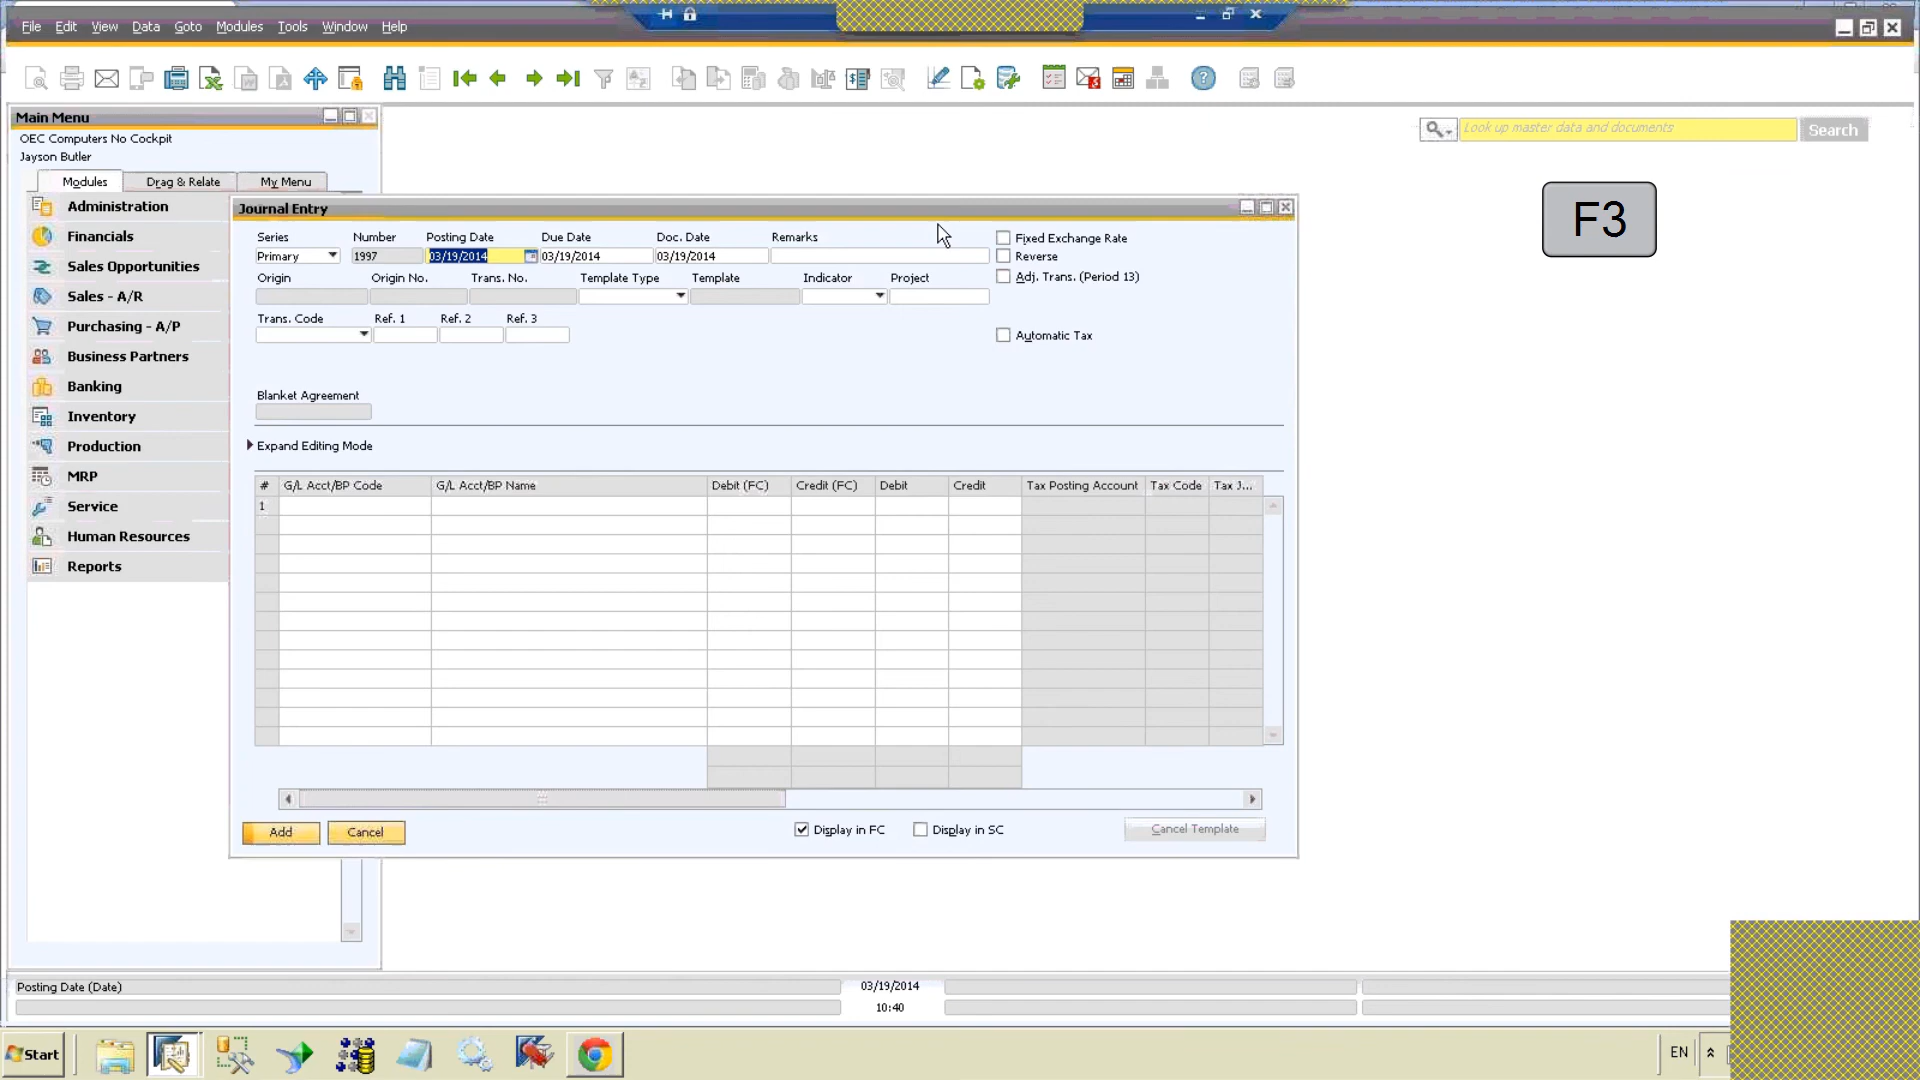 File Edit View Data Goto Modules Tools Window Help
Main Menu
OEC Computers No Cockpit
Jayson Butler
Modules Drag & Relate My Menu
Look up master data and documents Search
F3
Administration
Financials
Sales Opportunities
Sales - A/R
Purchasing - A/P
Business Partners
Banking
Inventory
Production
MRP
Service
Human Resources
Reports
Journal Entry
Series Number Posting Date Due Date Doc. Date Remarks Fixed Exchange Rate
Primary 1997 03/19/2014 03/19/2014 03/19/2014 Reverse
Origin Origin No. Trans. No. Template Type Template Indicator Project Adj. Trans. (Period 13)
Trans. Code Ref. 1 Ref. 2 Ref. 3
Automatic Tax
Blanket Agreement
Expand Editing Mode
# G/L Acct/BP Code G/L Acct/BP Name Debit (FC) Credit (FC) Debit Credit Tax Posting Account Tax Code Tax J...
1
Add Cancel Display in FC Display in SC Cancel Template
Posting Date (Date) 03/19/2014
10:40
Start EN